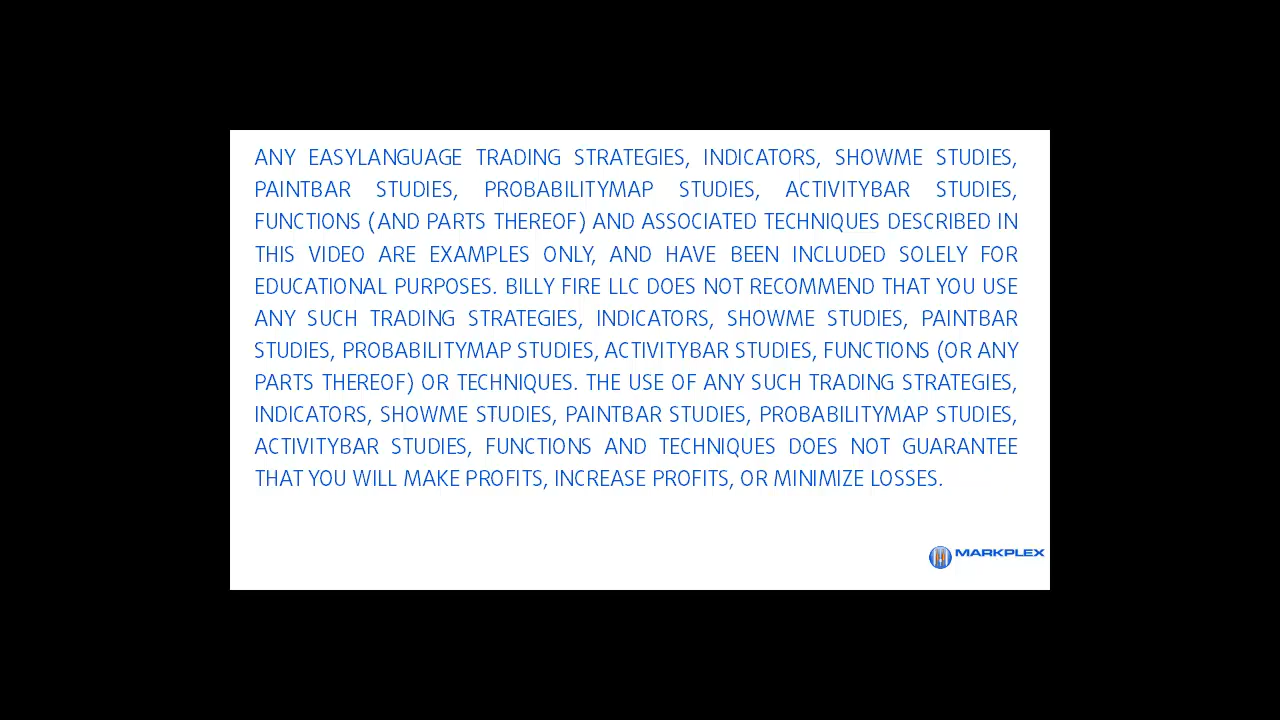 ANY EASYLANGUAGE TRADING STRATEGIES, INDICATORS, SHOWME STUDIES,
PAINTBAR STUDIES, PROBABILITYMAP STUDIES, ACTIVITYBAR STUDIES,
FUNCTIONS (AND PARTS THEREOF) AND ASSOCIATED TECHNIQUES DESCRIBED IN
THIS VIDEO ARE EXAMPLES ONLY, AND HAVE BEEN INCLUDED SOLELY FOR
EDUCATIONAL PURPOSES. BILLY FIRE LLC DOES NOT RECOMMEND THAT YOU USE
ANY SUCH TRADING STRATEGIES, INDICATORS, SHOWME STUDIES, PAINTBAR
STUDIES, PROBABILITYMAP STUDIES, ACTIVITYBAR STUDIES, FUNCTIONS (OR ANY
PARTS THEREOF) OR TECHNIQUES. THE USE OF ANY SUCH TRADING STRATEGIES,
INDICATORS, SHOWME STUDIES, PAINTBAR STUDIES, PROBABILITYMAP STUDIES,
ACTIVITYBAR STUDIES, FUNCTIONS AND TECHNIQUES DOES NOT GUARANTEE
THAT YOU WILL MAKE PROFITS, INCREASE PROFITS, OR MINIMIZE LOSSES.
MARKPLEX